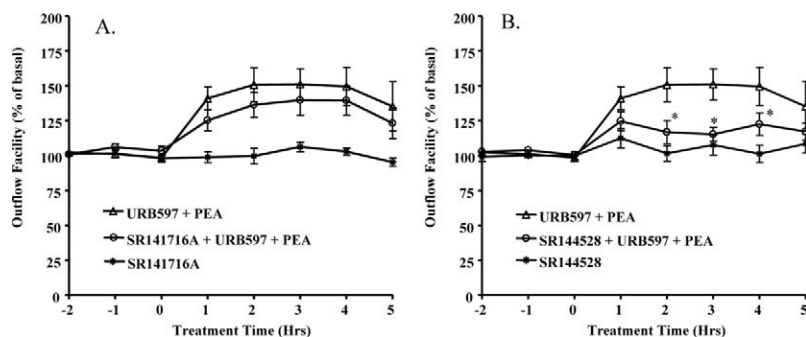 A.
Outflow Facility (% of basal)
200
175
150
125
100
75
50
25
0
URB597 + PEA
SR141716A + URB597 + PEA
SR141716A
-2 -1 0 1 2 3 4 5
Treatment Time (Hrs)
B.
Outflow Facility (% of basal)
200
175
150
125
100
75
50
25
0
* * *
URB597 + PEA
SR144528 + URB597 + PEA
SR144528
-2 -1 0 1 2 3 4 5
Treatment Time (Hrs)